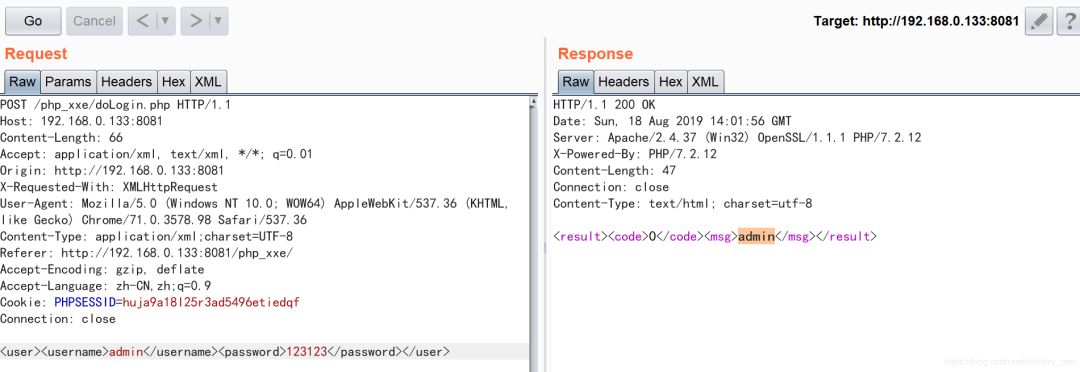 Go Cancel < > Target: http://192.168.0.133:8081 ?
Request
Raw Params Headers Hex XML
POST /php_xxe/doLogin.php HTTP/1.1
Host: 192.168.0.133:8081
Content-Length: 66
Accept: application/xml, text/xml, */*; q=0.01
Origin: http://192.168.0.133:8081
X-Requested-With: XMLHttpRequest
User-Agent: Mozilla/5.0 (Windows NT 10.0; WOW64) AppleWebKit/537.36 (KHTML,
like Gecko) Chrome/71.0.3578.98 Safari/537.36
Content-Type: application/xml;charset=UTF-8
Referer: http://192.168.0.133:8081/php_xxe/
Accept-Encoding: gzip, deflate
Accept-Language: zh-CN,zh;q=0.9
Cookie: PHPSESSID=huja9a18l25r3ad5496etiedqf
Connection: close
<user><username>admin</username><password>123123</password></user>
Response
Raw Headers Hex XML
HTTP/1.1 200 OK
Date: Sun, 18 Aug 2019 14:01:56 GMT
Server: Apache/2.4.37 (Win32) OpenSSL/1.1.1 PHP/7.2.12
X-Powered-By: PHP/7.2.12
Content-Length: 47
Connection: close
Content-Type: text/html; charset=utf-8
<result><code>0</code><msg>admin</msg></result>